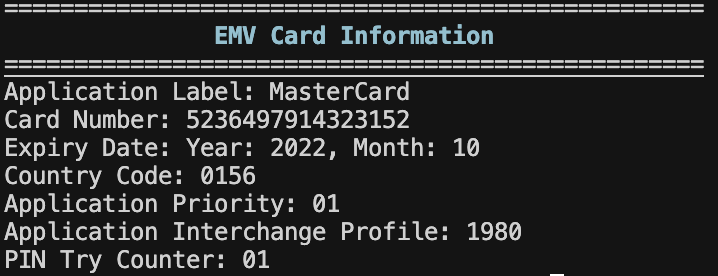 ======================================================
EMV Card Information
======================================================
Application Label: MasterCard
Card Number: 5236497914323152
Expiry Date: Year: 2022, Month: 10
Country Code: 0156
Application Priority: 01
Application Interchange Profile: 1980
PIN Try Counter: 01